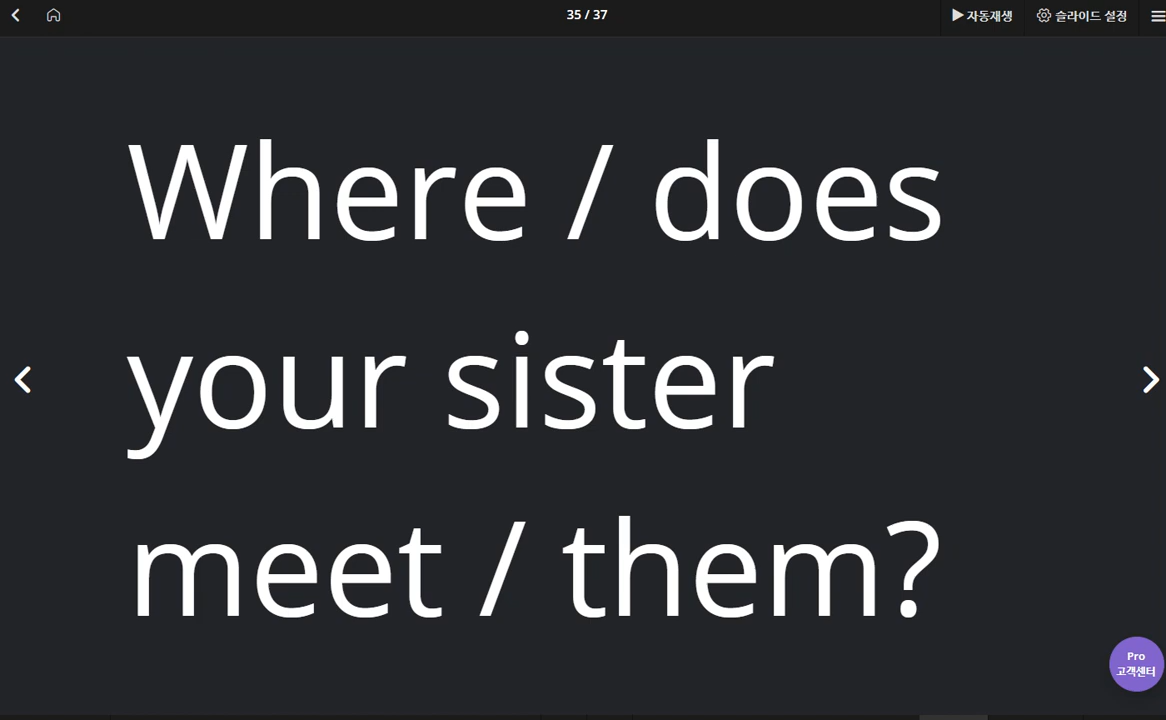 35 / 37
▶ 자동재생
슬라이드 설정
Where / does
your sister
meet / them?
Pro
고객센터